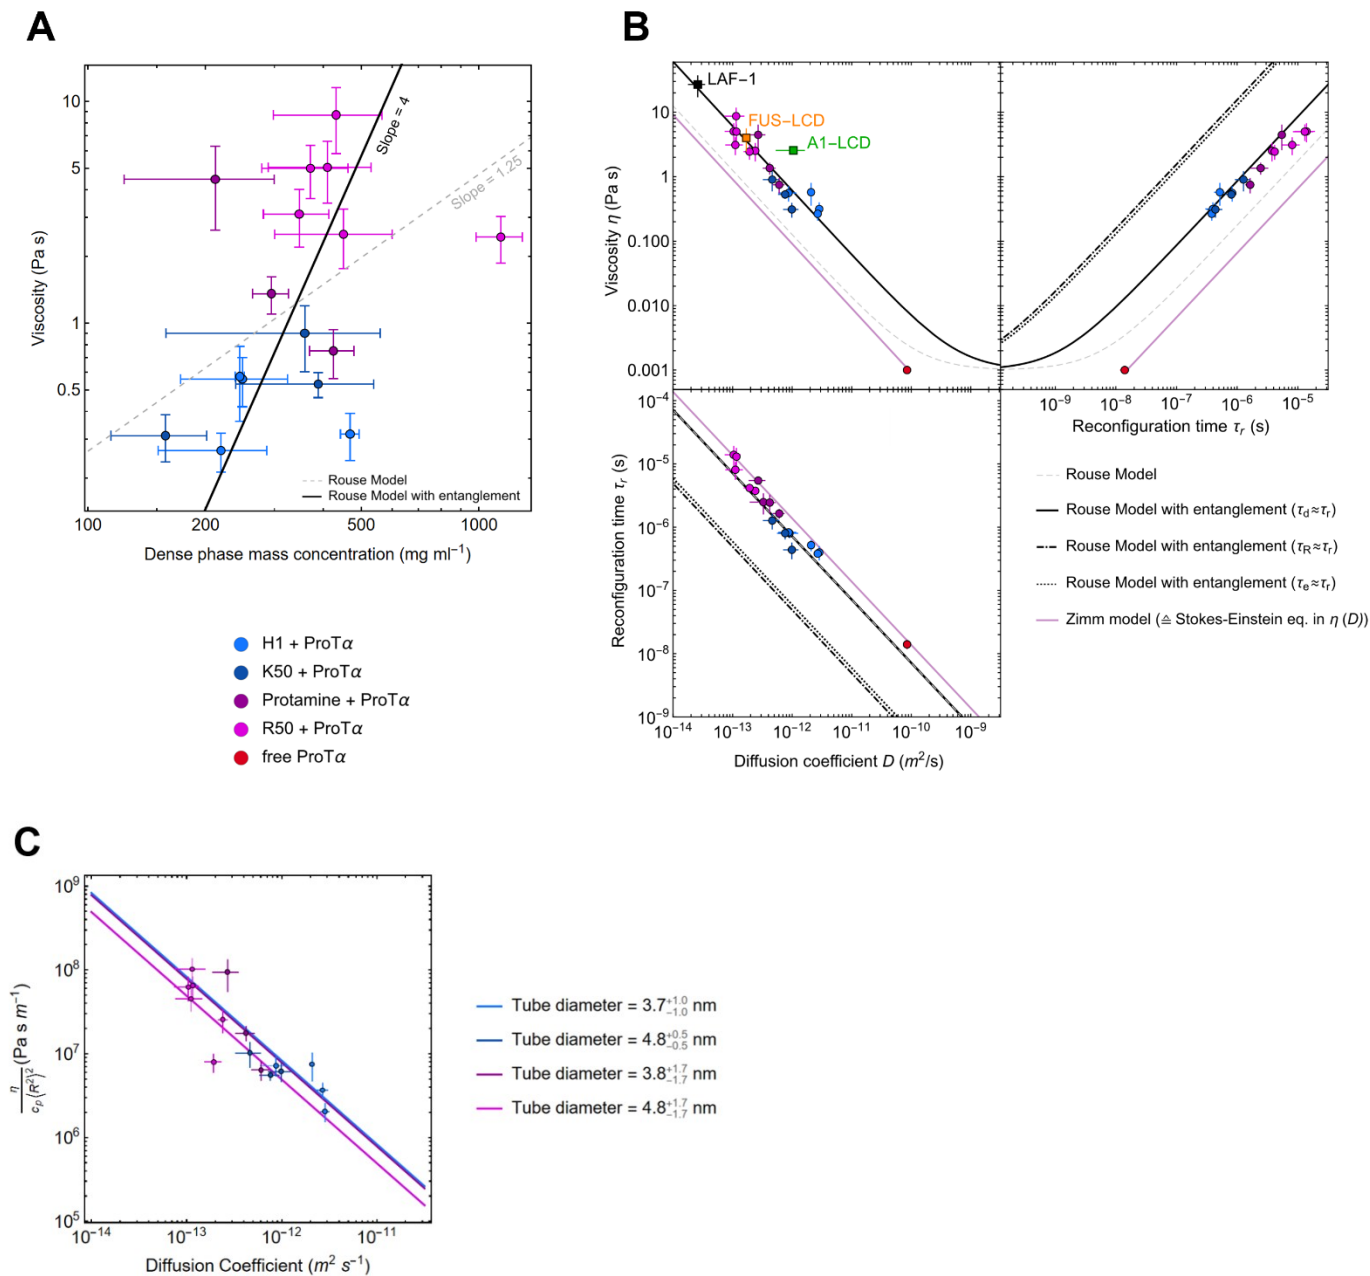 A
10
5
1
0.5
100
200
500
1000
Viscosity (Pa s)
Dense phase mass concentration (mg ml⁻¹)
Slope = 4
Slope = 1.25
Rouse Model
Rouse Model with entanglement
H1 + ProTα
K50 + ProTα
Protamine + ProTα
R50 + ProTα
free ProTα
B
LAF−1
FUS−LCD
A1−LCD
10
1
0.100
0.010
0.001
Viscosity η (Pa s)
10⁻⁹
10⁻⁸
10⁻⁷
10⁻⁶
10⁻⁵
Reconfiguration time τᵣ (s)
10⁻⁴
10⁻⁵
10⁻⁶
10⁻⁷
10⁻⁸
10⁻⁹
Reconfiguration time τᵣ (s)
10⁻¹⁴
10⁻¹³
10⁻¹²
10⁻¹¹
10⁻¹⁰
10⁻⁹
Diffusion coefficient D (m²/s)
Rouse Model
Rouse Model with entanglement (τ_d≈τᵣ)
Rouse Model with entanglement (τ_R≈τᵣ)
Rouse Model with entanglement (τₑ≈τᵣ)
Zimm model (≙ Stokes-Einstein eq. in η (D))
C
10⁹
10⁸
10⁷
10⁶
10⁵
η/(c_p⟨R²⟩²) (Pa s m⁻¹)
10⁻¹⁴
10⁻¹³
10⁻¹²
10⁻¹¹
Diffusion Coefficient (m² s⁻¹)
Tube diameter = 3.7 +1.0 −1.0 nm
Tube diameter = 4.8 +0.5 −0.5 nm
Tube diameter = 3.8 +1.7 −1.7 nm
Tube diameter = 4.8 +1.7 −1.7 nm